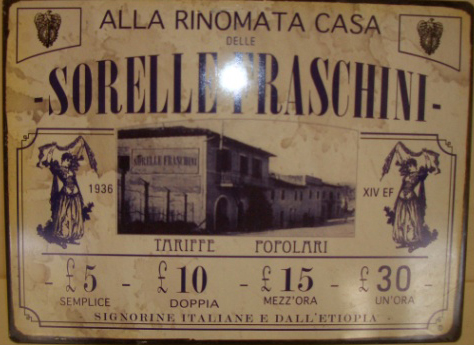 ALLA RINOMATA CASA
DELLE
-SORELLE FRASCHINI-
SORELLE FRASCHINI
1936
XIV EF
TARIFFE POPOLARI
- £5 - £10 - £15 - £30 -
SEMPLICE DOPPIA MEZZ'ORA UN'ORA
SIGNORINE ITALIANE E DALL'ETIOPIA